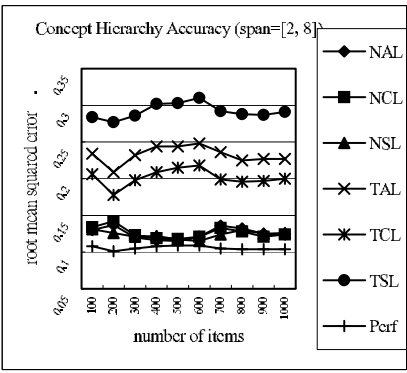 Concept Hierarchy Accuracy (span=[2, 8])
root mean squared error
0.35
0.3
0.25
0.2
0.15
0.1
0.05
100 200 300 400 500 600 700 800 900 1000
number of items
NAL
NCL
NSL
TAL
TCL
TSL
Perf